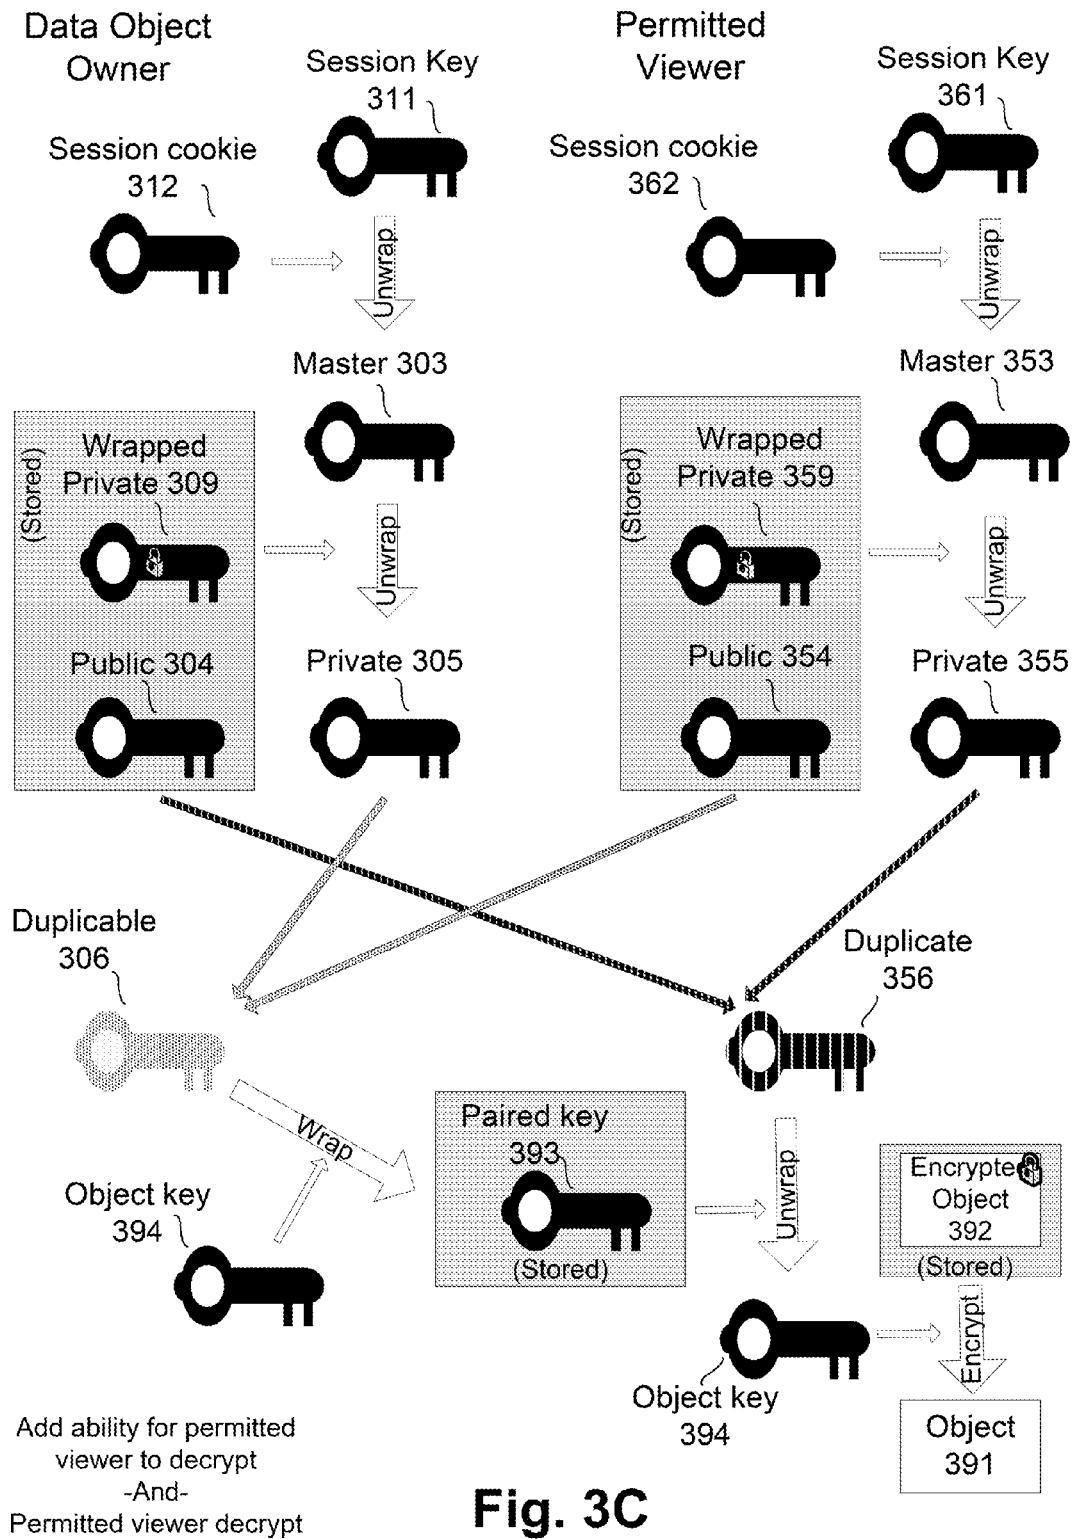 Data Object
Owner
Session Key
311
Session cookie
312
Unwrap
Master 303
(Stored)
Wrapped
Private 309
Unwrap
Public 304
Private 305
Permitted
Viewer
Session Key
361
Session cookie
362
Unwrap
Master 353
(Stored)
Wrapped
Private 359
Unwrap
Public 354
Private 355
Duplicable
306
Duplicate
356
Wrap
Object key
394
Paired key
393
(Stored)
Unwrap
Encrypte
Object
392
(Stored)
Encrypt
Object key
394
Object
391
Add ability for permitted
viewer to decrypt
-And-
Permitted viewer decrypt
Fig. 3C